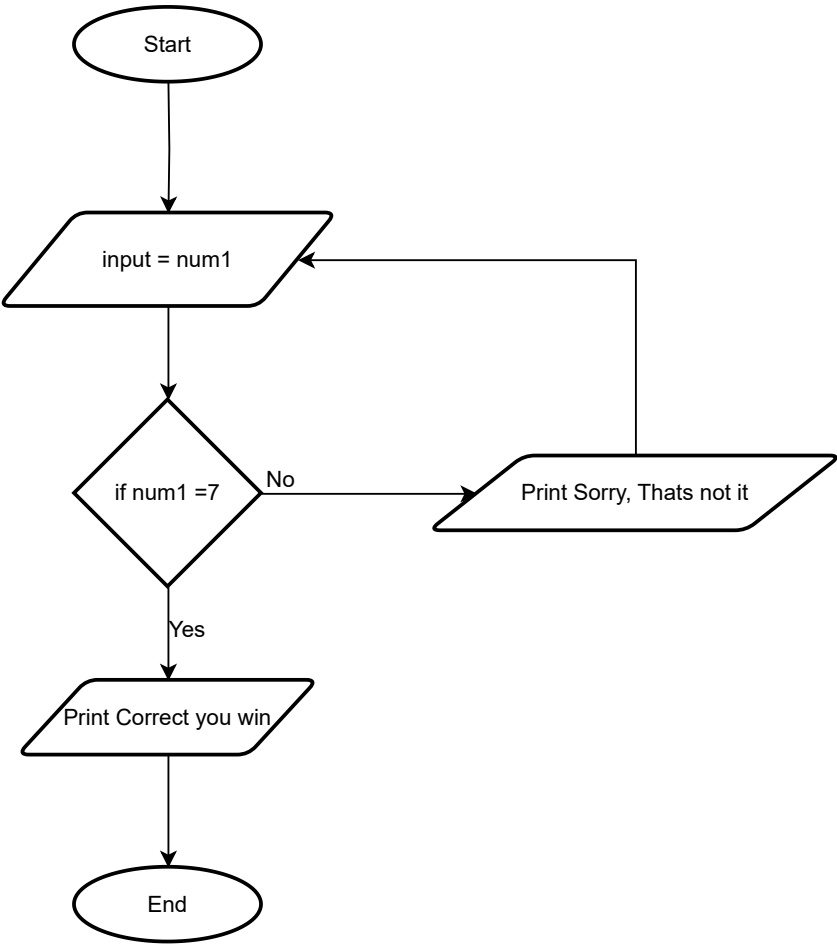 Start
input = num1
if num1 =7
No
Print Sorry, Thats not it
Yes
Print Correct you win
End